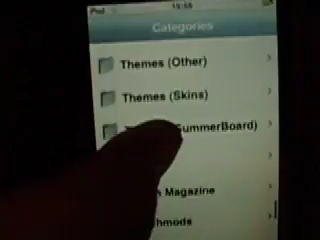 iPod 15:55
Categories
Themes (Other)
Themes (Skins)
SummerBoard)
Magazine
hmods